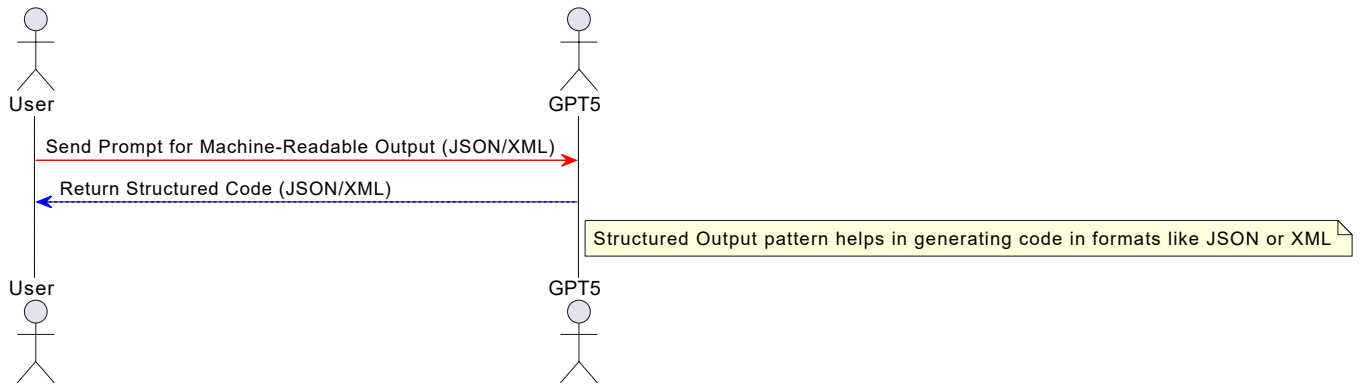 User
GPT5
Send Prompt for Machine-Readable Output (JSON/XML)
Return Structured Code (JSON/XML)
Structured Output pattern helps in generating code in formats like JSON or XML
User
GPT5